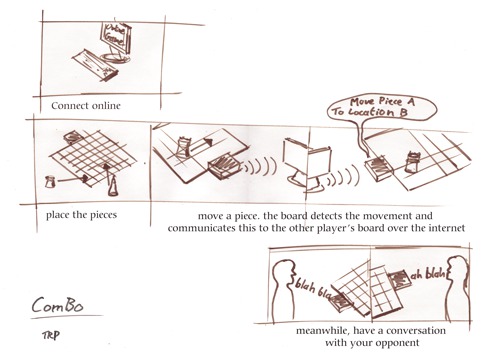 Online
Game
Connect online
Move Piece A
To Location B
place the pieces
move a piece. the board detects the movement and
communicates this to the other player's board over the internet
blah bla
ah blah
meanwhile, have a conversation
with your opponent
ComBo
TRP